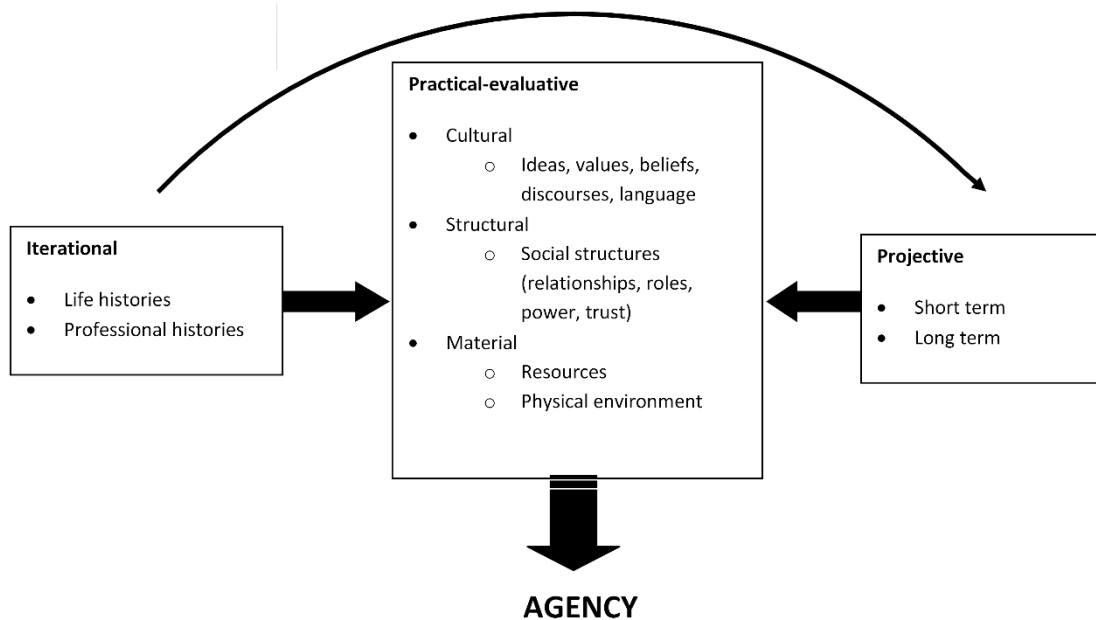 Practical-evaluative
• Cultural
o Ideas, values, beliefs,
discourses, language
• Structural
o Social structures
(relationships, roles,
power, trust)
• Material
o Resources
o Physical environment
Iterational
• Life histories
• Professional histories
Projective
• Short term
• Long term
AGENCY